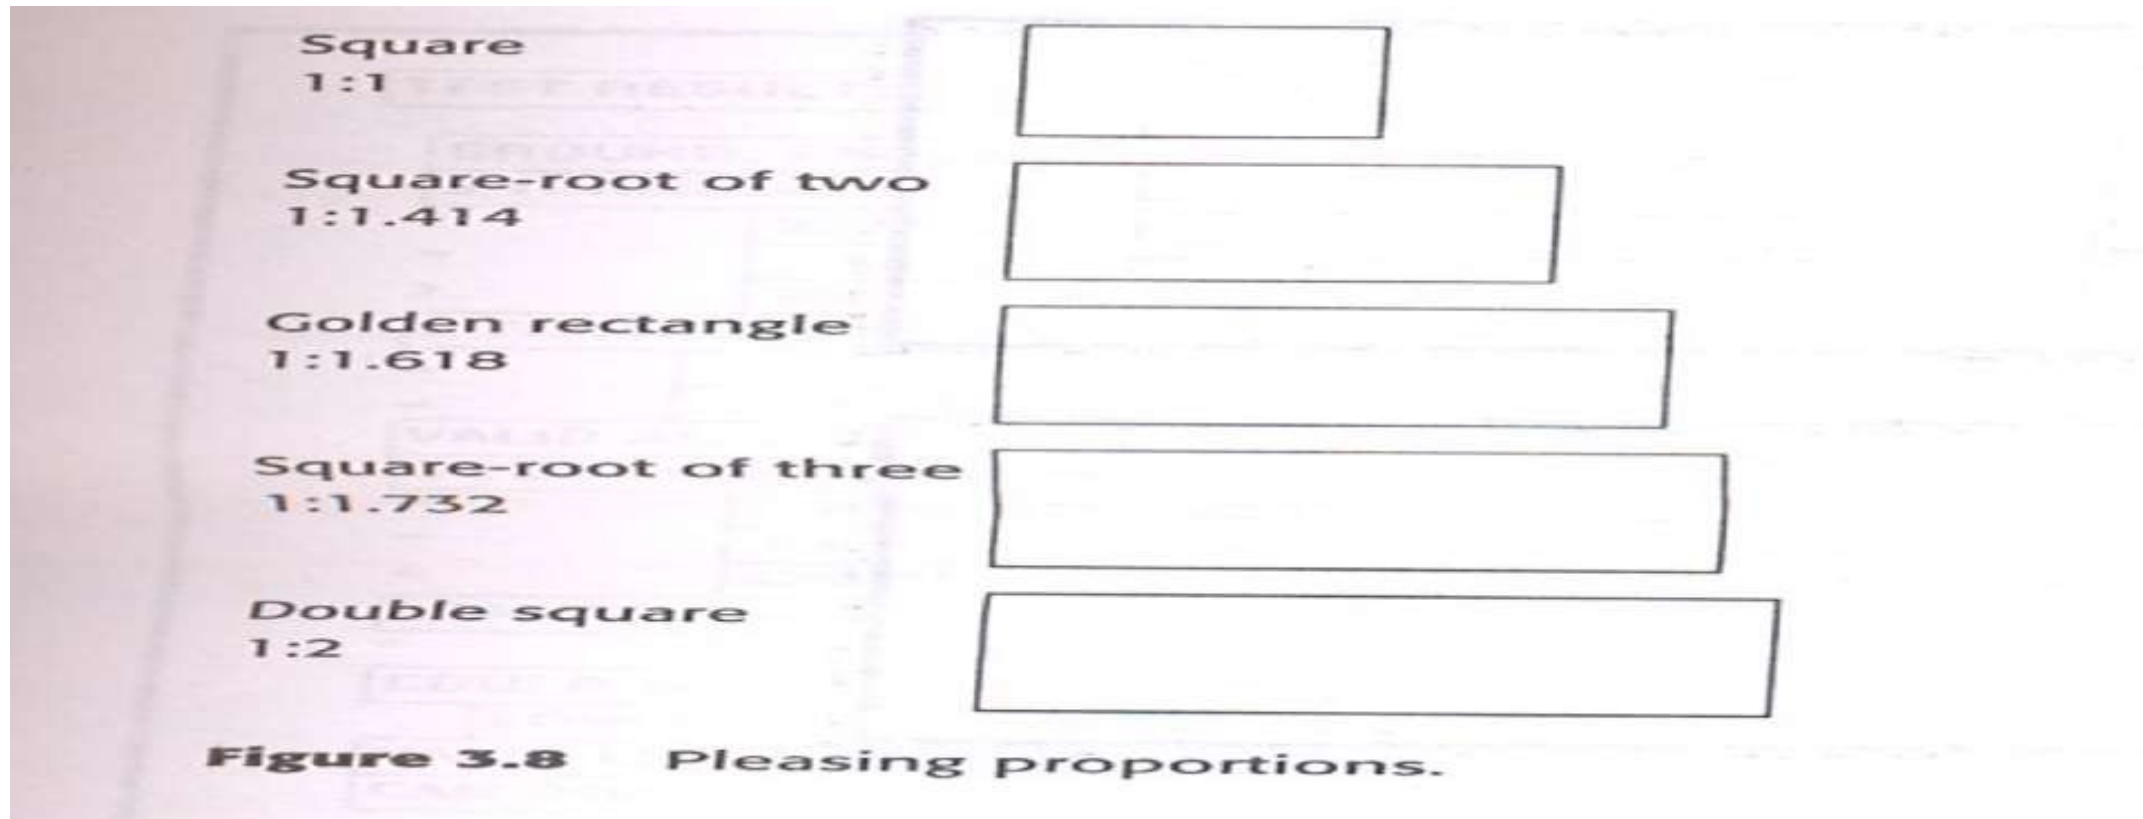 Square
1:1
Square-root of two
1:1.414
Golden rectangle
1:1.618
Square-root of three
1:1.732
Double square
1:2
Figure 3.8 Pleasing proportions.